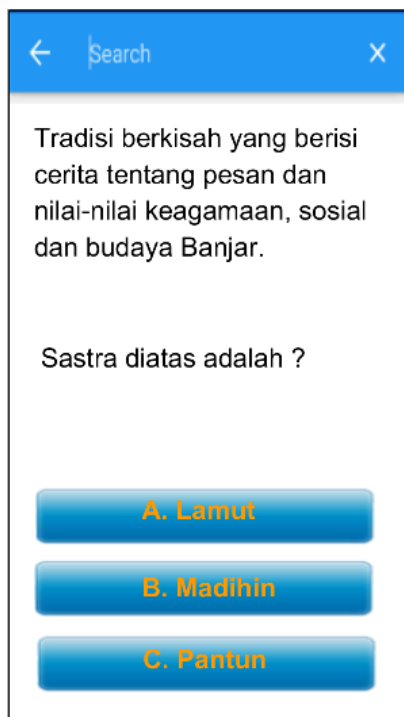 Search
Tradisi berkisah yang berisi
cerita tentang pesan dan
nilai-nilai keagamaan, sosial
dan budaya Banjar.
Sastra diatas adalah ?
A. Lamut
B. Madihin
C. Pantun